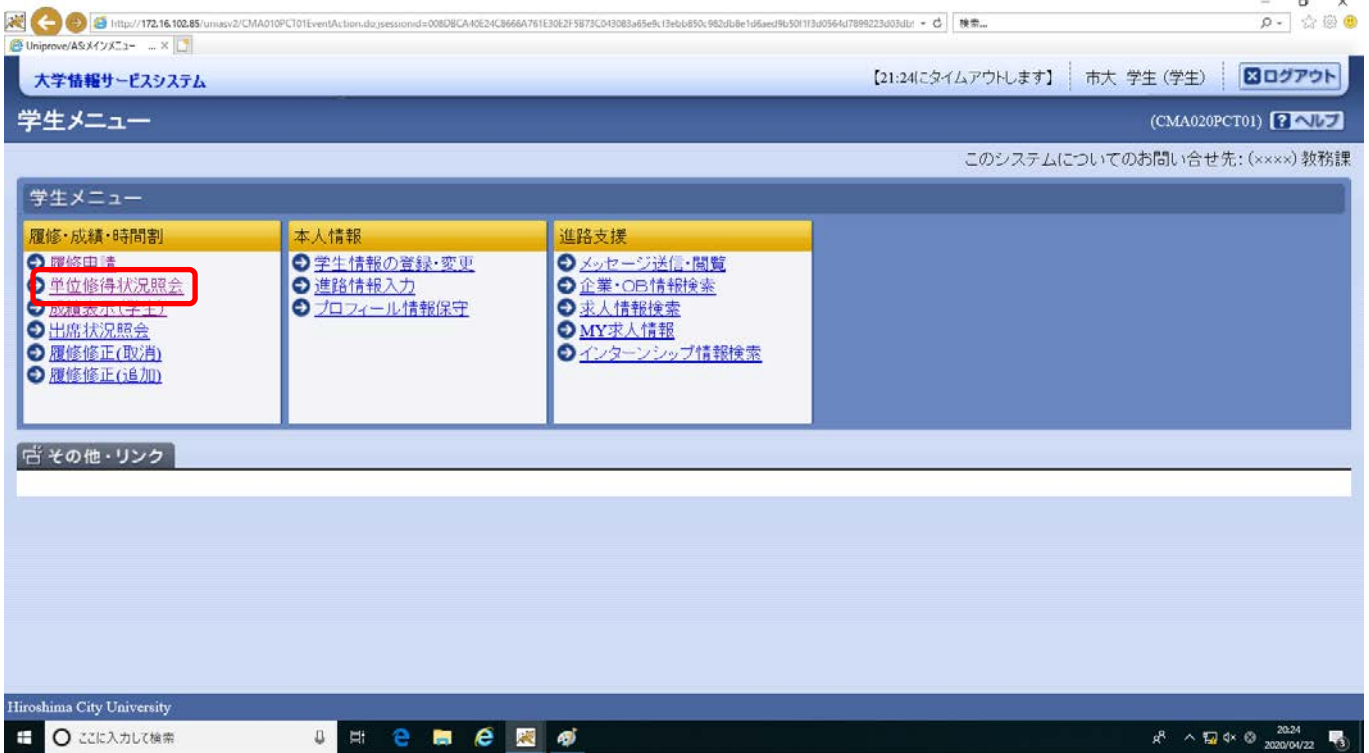 http://172.16.102.85/
検索...
Uniprove/AS:メインメニュー ...
大学情報サービスシステム
【21:24にタイムアウトします】 市大 学生 (学生) ログアウト
学生メニュー
(CMA020PCT01) ? ヘルプ
このシステムについてのお問い合せ先: (××××) 教務課
学生メニュー
履修・成績・時間割
履修申請
単位修得状況照会
成績表示(学生)
出席状況照会
履修修正(取消)
履修修正(追加)
本人情報
学生情報の登録・変更
進路情報入力
プロフィール情報保守
進路支援
メッセージ送信・閲覧
企業・OB情報検索
求人情報検索
MY求人情報
インターンシップ情報検索
その他・リンク
Hiroshima City University
ここに入力して検索
20:24
2020/04/22
3